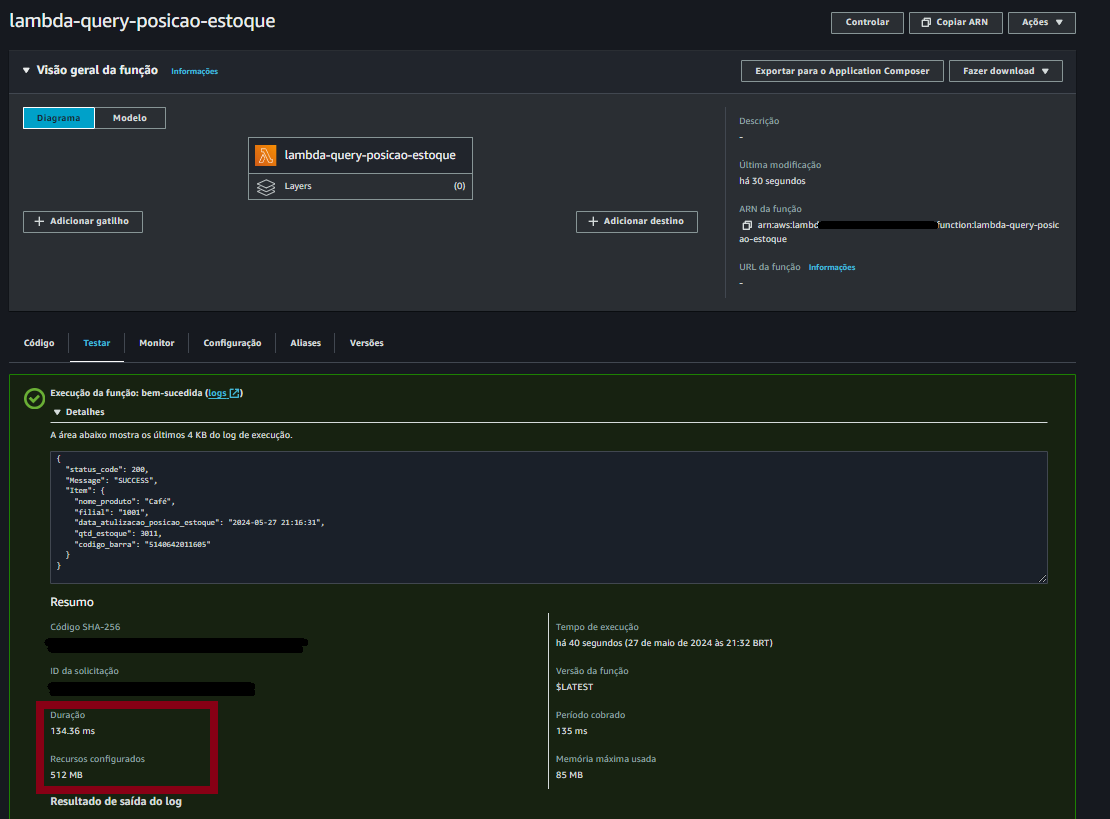 lambda-query-posicao-estoque
Controlar
Copiar ARN
Ações
Visão geral da função Informações
Exportar para o Application Composer
Fazer download
Diagrama
Modelo
lambda-query-posicao-estoque
Layers (0)
Adicionar gatilho
Adicionar destino
Descrição
-
Última modificação
há 30 segundos
ARN da função
arn:aws:lambd function:lambda-query-posic
ao-estoque
URL da função Informações
-
Código
Testar
Monitor
Configuração
Aliases
Versões
Execução da função: bem-sucedida (logs)
Detalhes
A área abaixo mostra os últimos 4 KB do log de execução.
{
"status_code": 200,
"Message": "SUCCESS",
"Item": {
"nome_produto": "Café",
"filial": "1001",
"data_atulizacao_posicao_estoque": "2024-05-27 21:16:31",
"qtd_estoque": 3011,
"codigo_barra": "5140642011605"
}
}
Resumo
Código SHA-256
ID da solicitação
Duração
134.36 ms
Recursos configurados
512 MB
Tempo de execução
há 40 segundos (27 de maio de 2024 às 21:32 BRT)
Versão da função
$LATEST
Período cobrado
135 ms
Memória máxima usada
85 MB
Resultado de saída do log